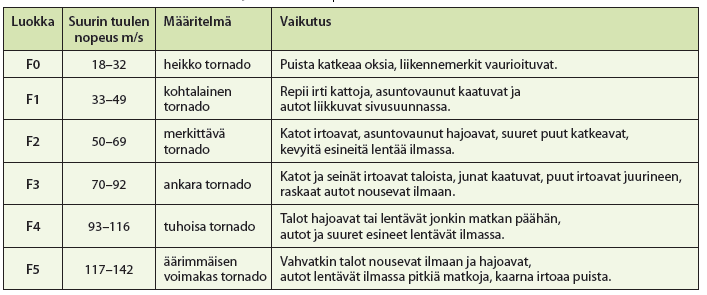 Luokka Suurin tuulen nopeus m/s Määritelmä Vaikutus
F0 18–32 heikko tornado Puista katkeaa oksia, liikennemerkit vaurioituvat.
F1 33–49 kohtalainen tornado Repii irti kattoja, asuntovaunut kaatuvat ja
autot liikkuvat sivusuunnassa.
F2 50–69 merkittävä tornado Katot irtoavat, asuntovaunut hajoavat, suuret puut katkeavat,
kevyitä esineitä lentää ilmassa.
F3 70–92 ankara tornado Katot ja seinät irtoavat taloista, junat kaatuvat, puut irtoavat juurineen,
raskaat autot nousevat ilmaan.
F4 93–116 tuhoisa tornado Talot hajoavat tai lentävät jonkin matkan päähän,
autot ja suuret esineet lentävät ilmassa.
F5 117–142 äärimmäisen voimakas tornado Vahvatkin talot nousevat ilmaan ja hajoavat,
autot lentävät ilmassa pitkiä matkoja, kaarna irtoaa puista.